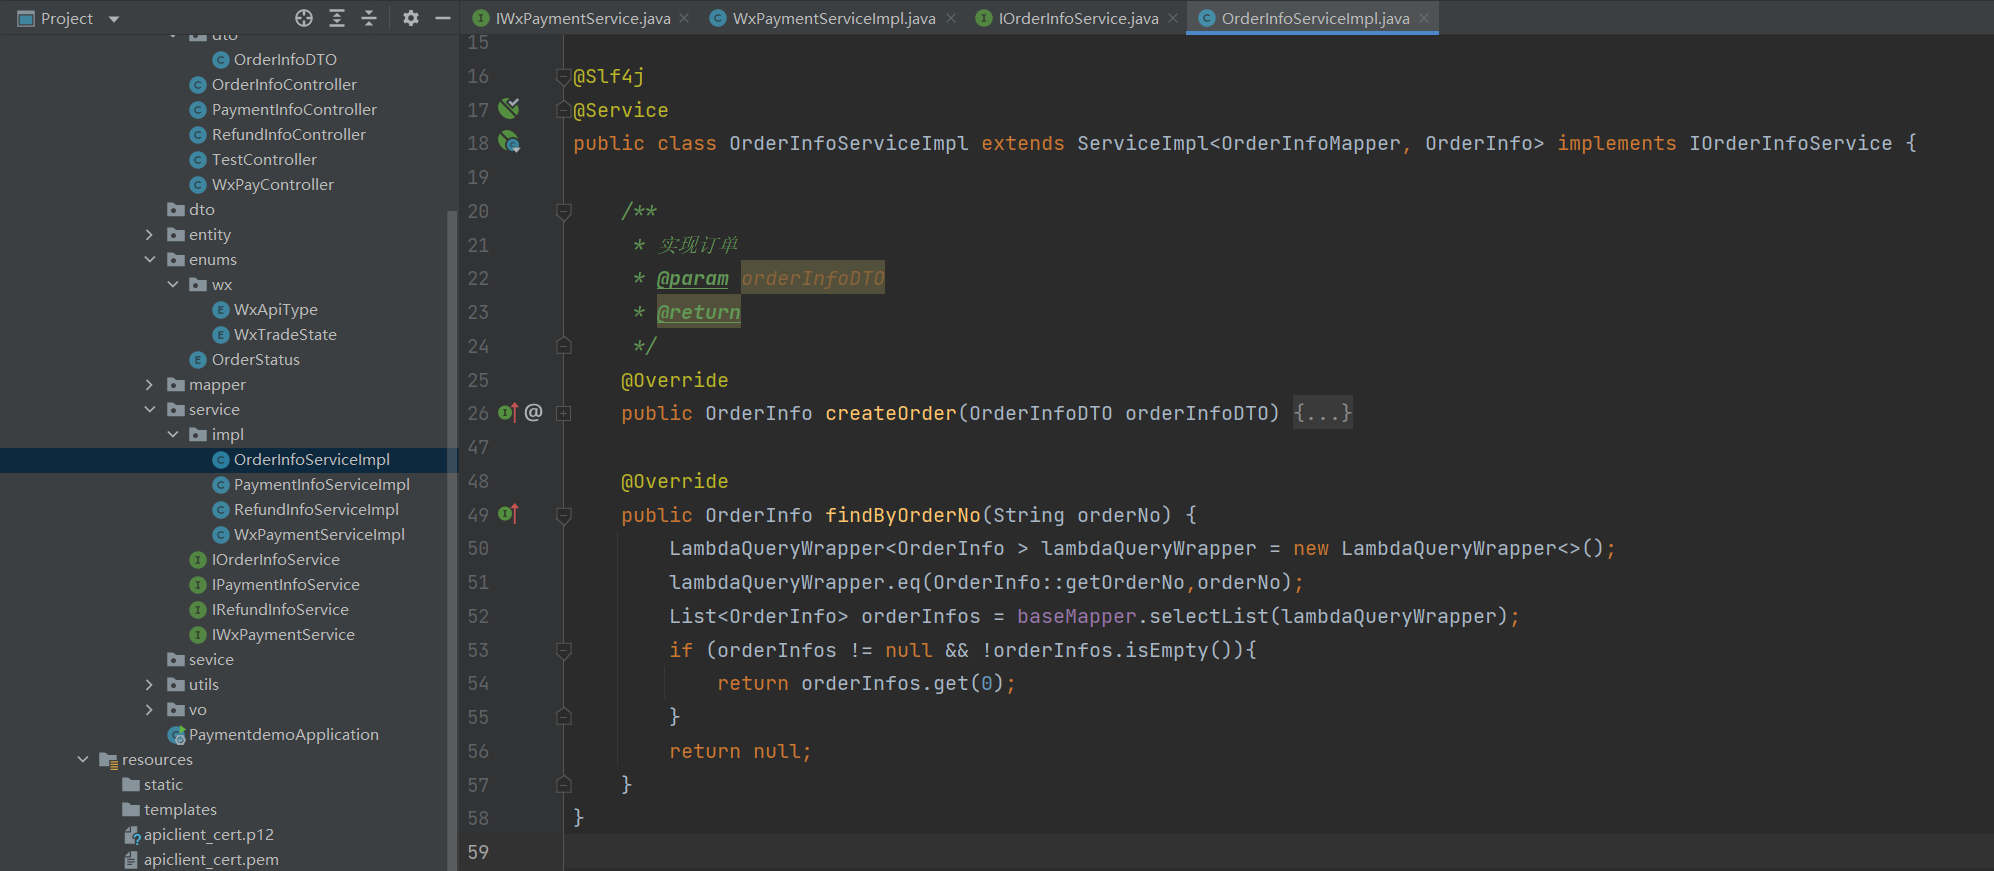 Project
IWxPaymentService.java
WxPaymentServiceImpl.java
IOrderInfoService.java
OrderInfoServiceImpl.java
dto
OrderInfoDTO
OrderInfoController
PaymentInfoController
RefundInfoController
TestController
WxPayController
dto
entity
enums
wx
WxApiType
WxTradeState
OrderStatus
mapper
service
impl
OrderInfoServiceImpl
PaymentInfoServiceImpl
RefundInfoServiceImpl
WxPaymentServiceImpl
IOrderInfoService
IPaymentInfoService
IRefundInfoService
IWxPaymentService
sevice
utils
vo
PaymentdemoApplication
resources
static
templates
apiclient_cert.p12
apiclient_cert.pem
15
16 @Slf4j
17 @Service
18 public class OrderInfoServiceImpl extends ServiceImpl<OrderInfoMapper, OrderInfo> implements IOrderInfoService {
19
20 /**
21 * 实现订单
22 * @param orderInfoDTO
23 * @return
24 */
25 @Override
26 @ public OrderInfo createOrder(OrderInfoDTO orderInfoDTO) {...}
47
48 @Override
49 public OrderInfo findByOrderNo(String orderNo) {
50 LambdaQueryWrapper<OrderInfo > lambdaQueryWrapper = new LambdaQueryWrapper<>();
51 lambdaQueryWrapper.eq(OrderInfo::getOrderNo,orderNo);
52 List<OrderInfo> orderInfos = baseMapper.selectList(lambdaQueryWrapper);
53 if (orderInfos != null && !orderInfos.isEmpty()){
54 return orderInfos.get(0);
55 }
56 return null;
57 }
58 }
59